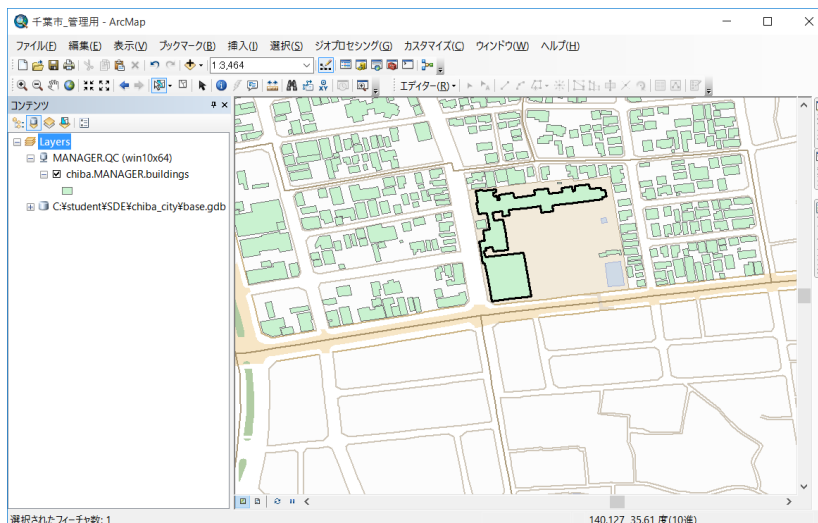 千葉市_管理用 - ArcMap
ファイル(F) 編集(E) 表示(V) ブックマーク(B) 挿入(I) 選択(S) ジオプロセシング(G) カスタマイズ(C) ウインドウ(W) ヘルプ(H)
1:3,464
エディター(R)
コンテンツ
Layers
MANAGER.QC (win10x64)
chiba.MANAGER.buildings
C:¥student¥SDE¥chiba_city¥base.gdb
選択されたフィーチャ数: 1
140.127 35.61 度(10進)